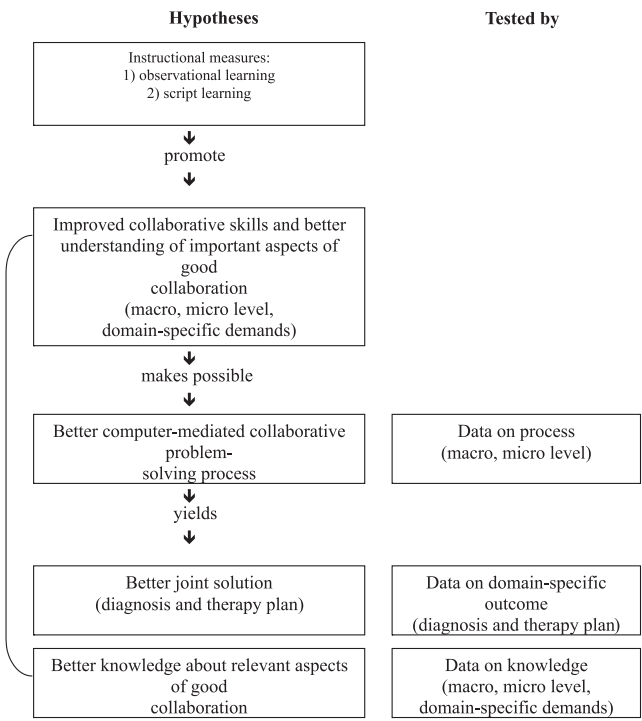 Hypotheses
Tested by
Instructional measures:
1) observational learning
2) script learning
promote
Improved collaborative skills and better
understanding of important aspects of
good
collaboration
(macro, micro level,
domain-specific demands)
makes possible
Better computer-mediated collaborative
problem-
solving process
Data on process
(macro, micro level)
yields
Better joint solution
(diagnosis and therapy plan)
Data on domain-specific
outcome
(diagnosis and therapy plan)
Better knowledge about relevant aspects
of good
collaboration
Data on knowledge
(macro, micro level,
domain-specific demands)